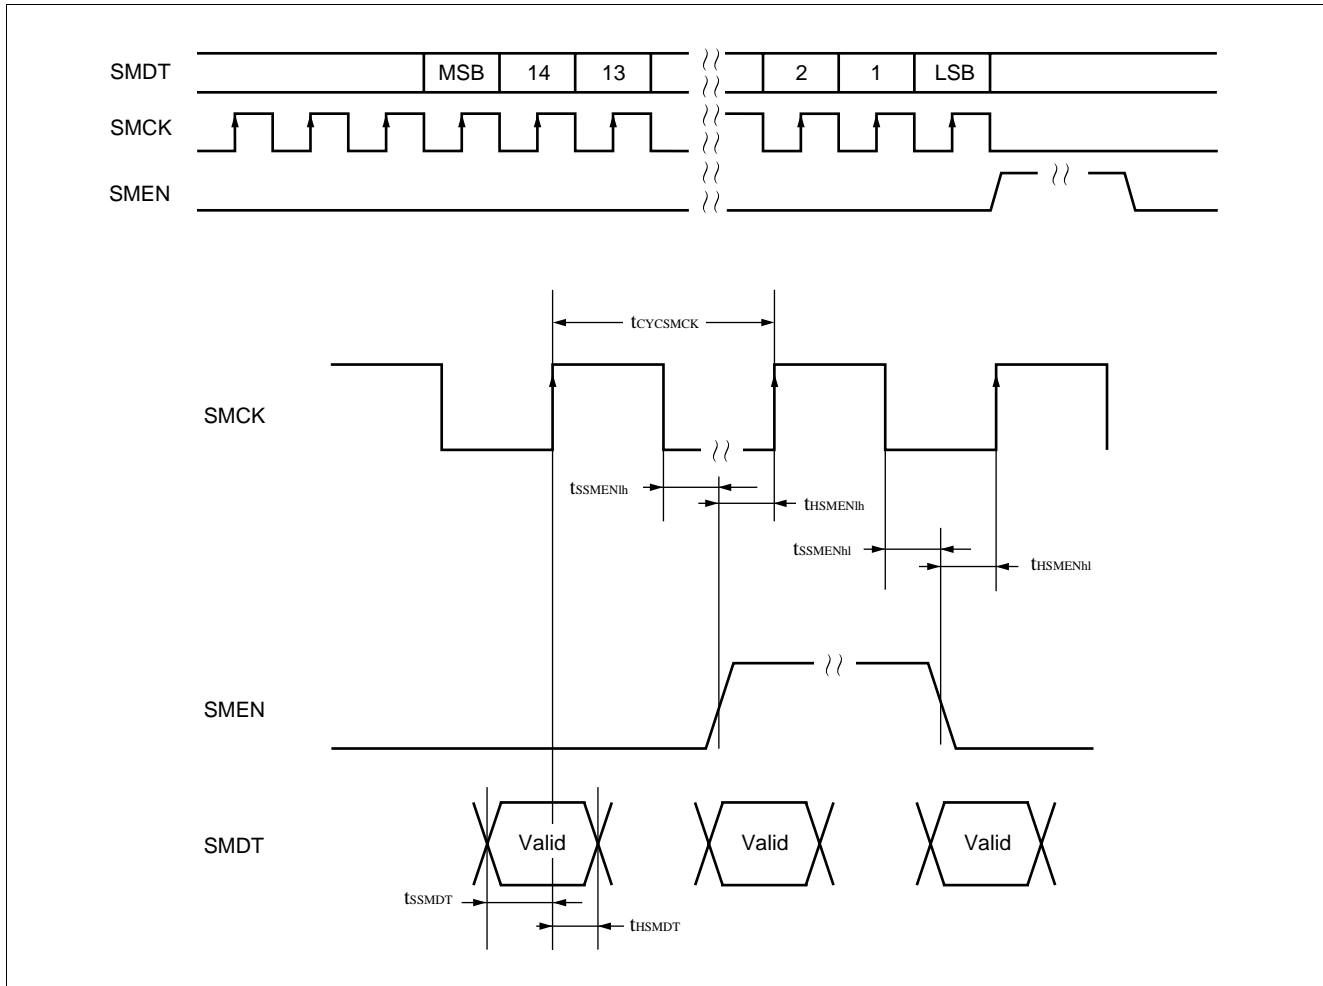 SMDT MSB 14 13 2 1 LSB
SMCK
SMEN
tCYCSMCK
SMCK
tSSMENlh
tHSMENlh
tSSMENhl
tHSMENhl
SMEN
SMDT Valid Valid Valid
tSSMDT
tHSMDT